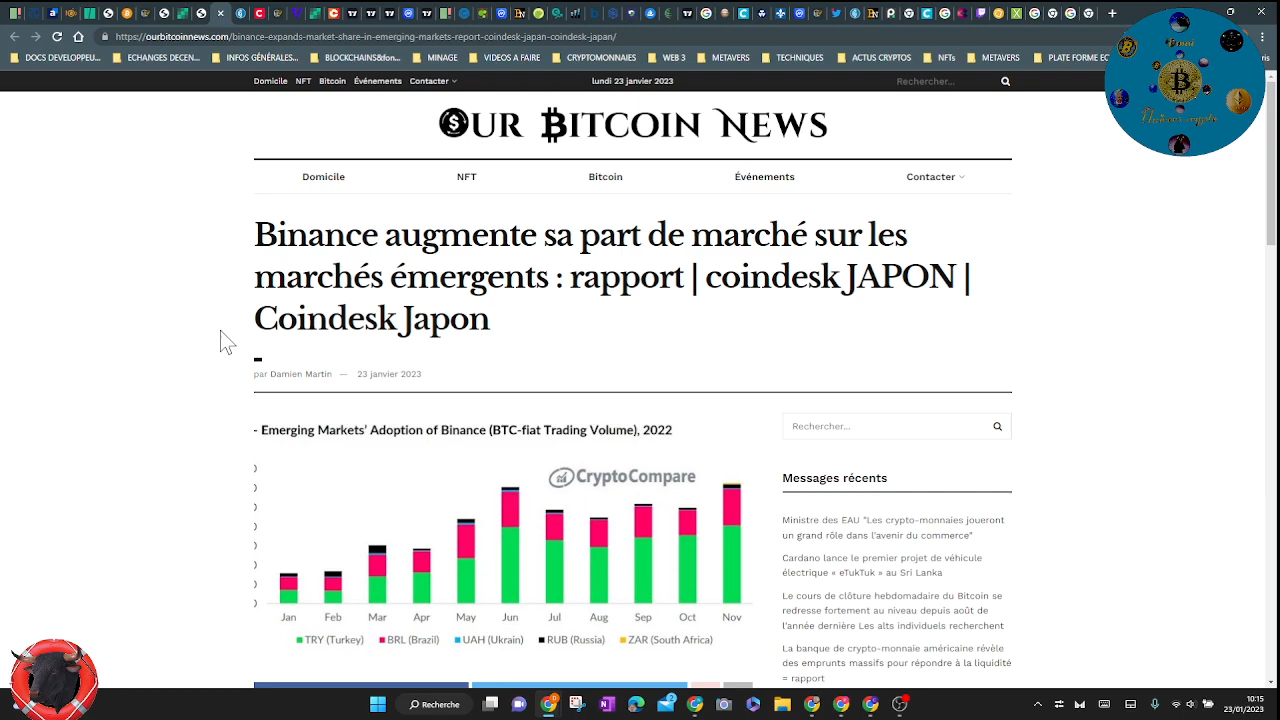 https://ourbitcoinnews.com/binance-expands-market-share-in-emerging-markets-report-coindesk-japan-coindesk-japan/
DOCS DEVELOPPEU... ECHANGES DECEN... BLOCKCHAINS&fon... MINAGE VIDEOS A FAIRE CRYPTOMONNAIES WEB 3 METAVERS TECHNIQUES ACTUS CRYPTOS NFTs METAVERS PLATE FORME EC
Domicile NFT Bitcoin Événements Contacter lundi 23 janvier 2023 Rechercher...
OUR BITCOIN NEWS
Domicile NFT Bitcoin Événements Contacter
Binance augmente sa part de marché sur les
marchés émergents : rapport | coindesk JAPON |
Coindesk Japon
par Damien Martin — 23 janvier 2023
- Emerging Markets' Adoption of Binance (BTC-fiat Trading Volume), 2022
CryptoCompare
Jan Feb Mar Apr May Jun Jul Aug Sep Oct Nov
TRY (Turkey) BRL (Brazil) UAH (Ukrain) RUB (Russia) ZAR (South Africa)
Rechercher...
Messages récents
Ministre des EAU "Les crypto-monnaies joueront
un grand rôle dans l'avenir du commerce"
Cardano lance le premier projet de véhicule
électrique « eTukTuk » au Sri Lanka
Le cours de clôture hebdomadaire du Bitcoin se
redresse fortement au niveau depuis août de
l'année dernière Les alts individuels recherchent
La banque de crypto-monnaie américaine révèle
des emprunts massifs pour répondre à la liquidité
= rapport
Recherche
10:15
23/01/2023